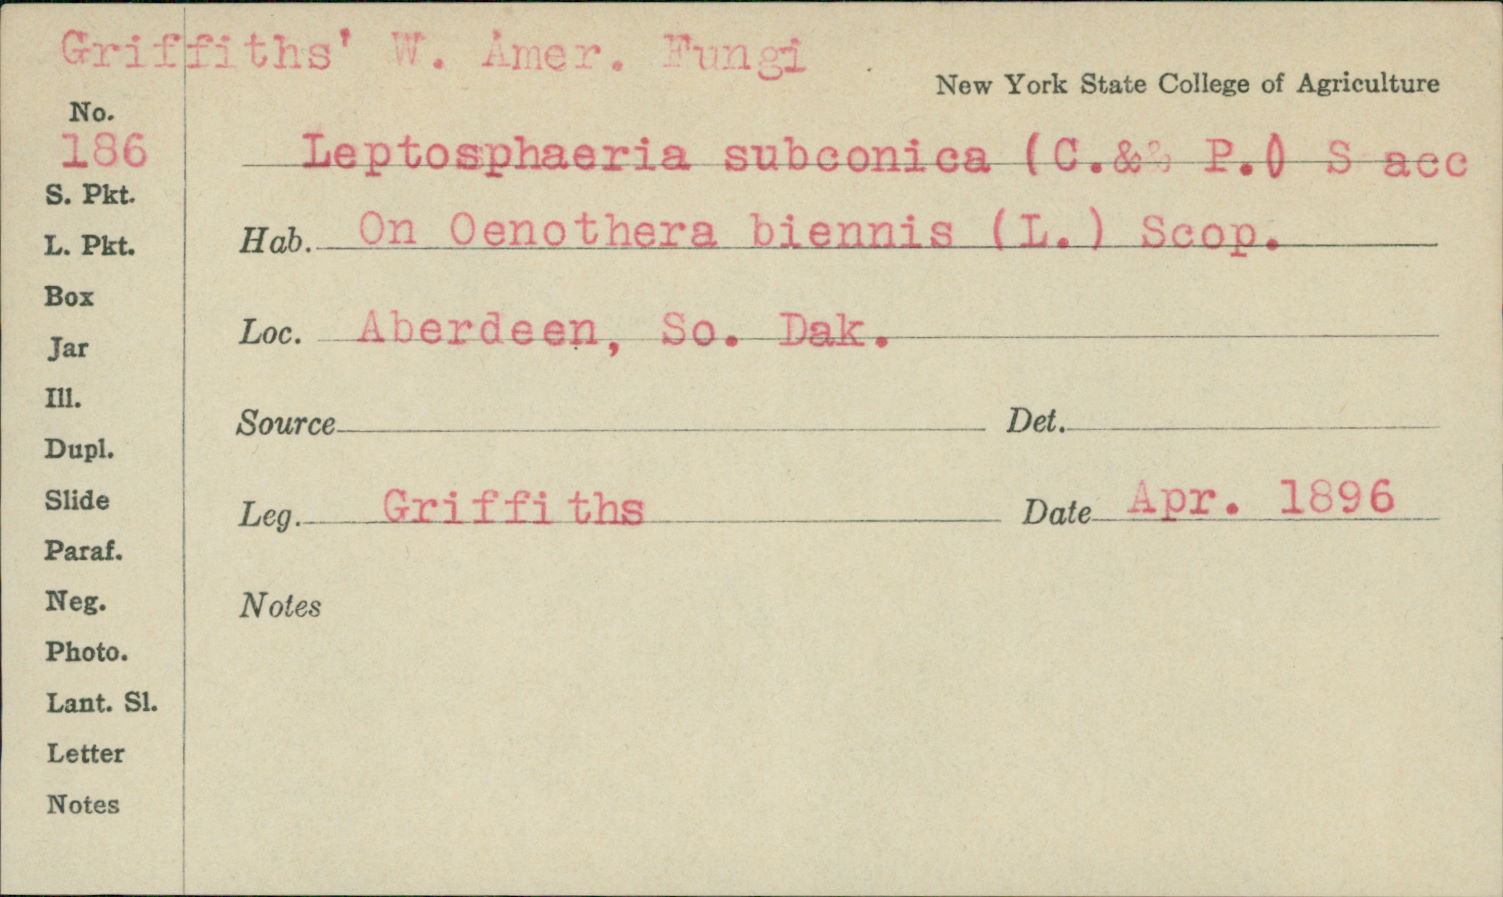 Griffiths' W. Amer. Fungi
New York State College of Agriculture
No.
186
Leptosphaeria subconica (C.& P.) S acc
S. Pkt.
L. Pkt.
Hab. On Oenothera biennis (L.) Scop.
Box
Jar
Loc. Aberdeen, So. Dak.
Ill.
Dupl.
Source Det.
Slide
Leg. Griffiths Date Apr. 1896
Paraf.
Neg.
Notes
Photo.
Lant. Sl.
Letter
Notes